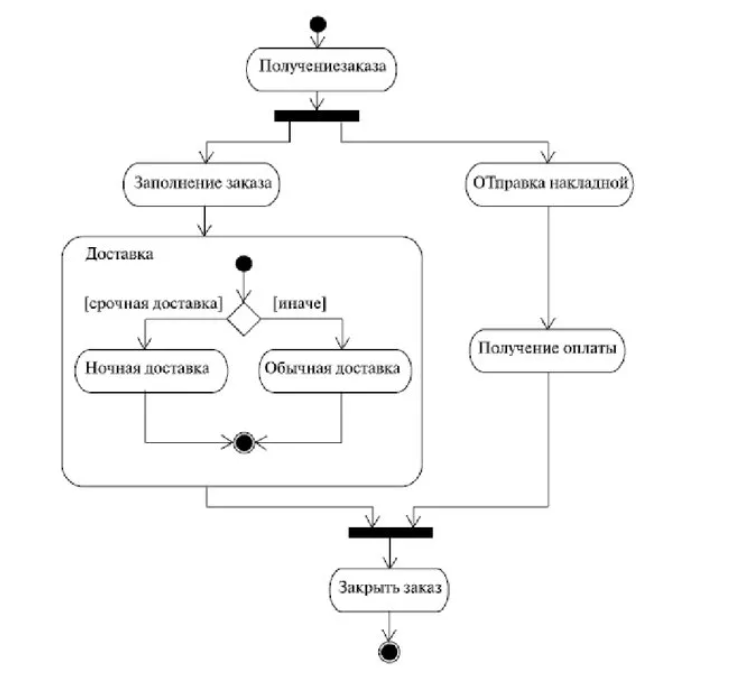 Получениезаказа
Заполнение заказа
ОТправка накладной
Доставка
[срочная доставка]
[иначе]
Ночная доставка
Обычная доставка
Получение оплаты
Закрыть заказ